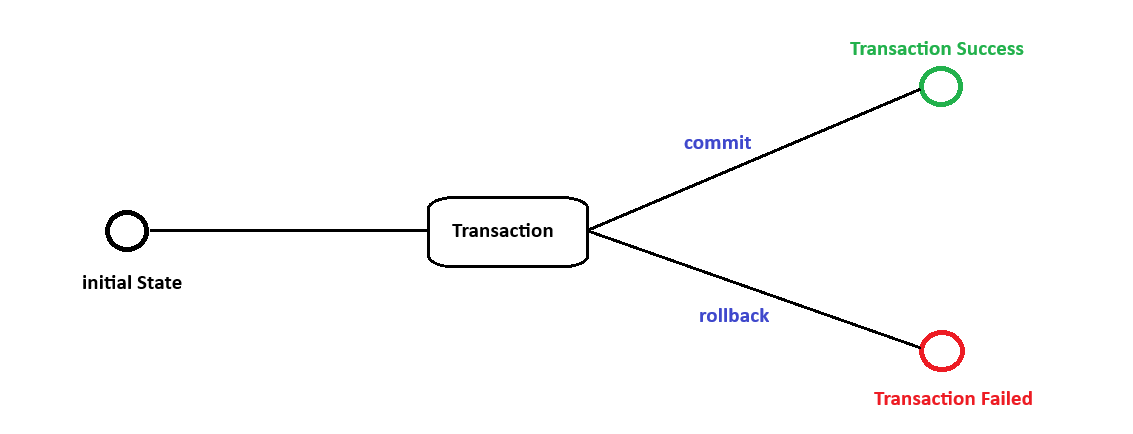 Transaction Success
commit
Transaction
initial State
rollback
Transaction Failed